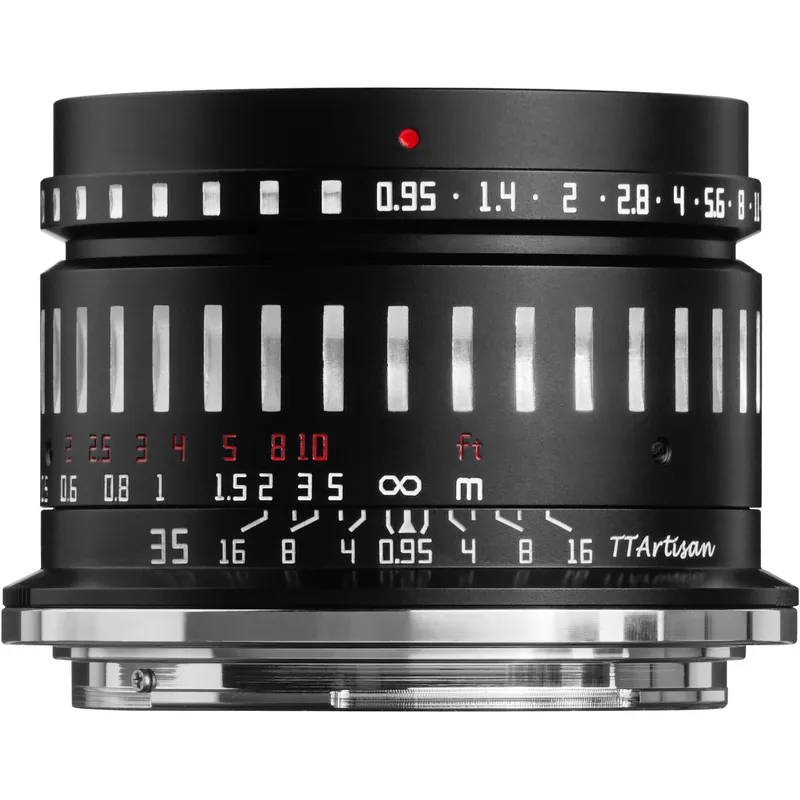 0.95 · 1.4 · 2 · 2.8 · 4 · 5.6 · 8 · 11
2 2.5 3 4 5 8 10 ft
0.6 0.8 1 1.5 2 3 5 ∞ m
35 16 8 4 0.95 4 8 16 TTArtisan